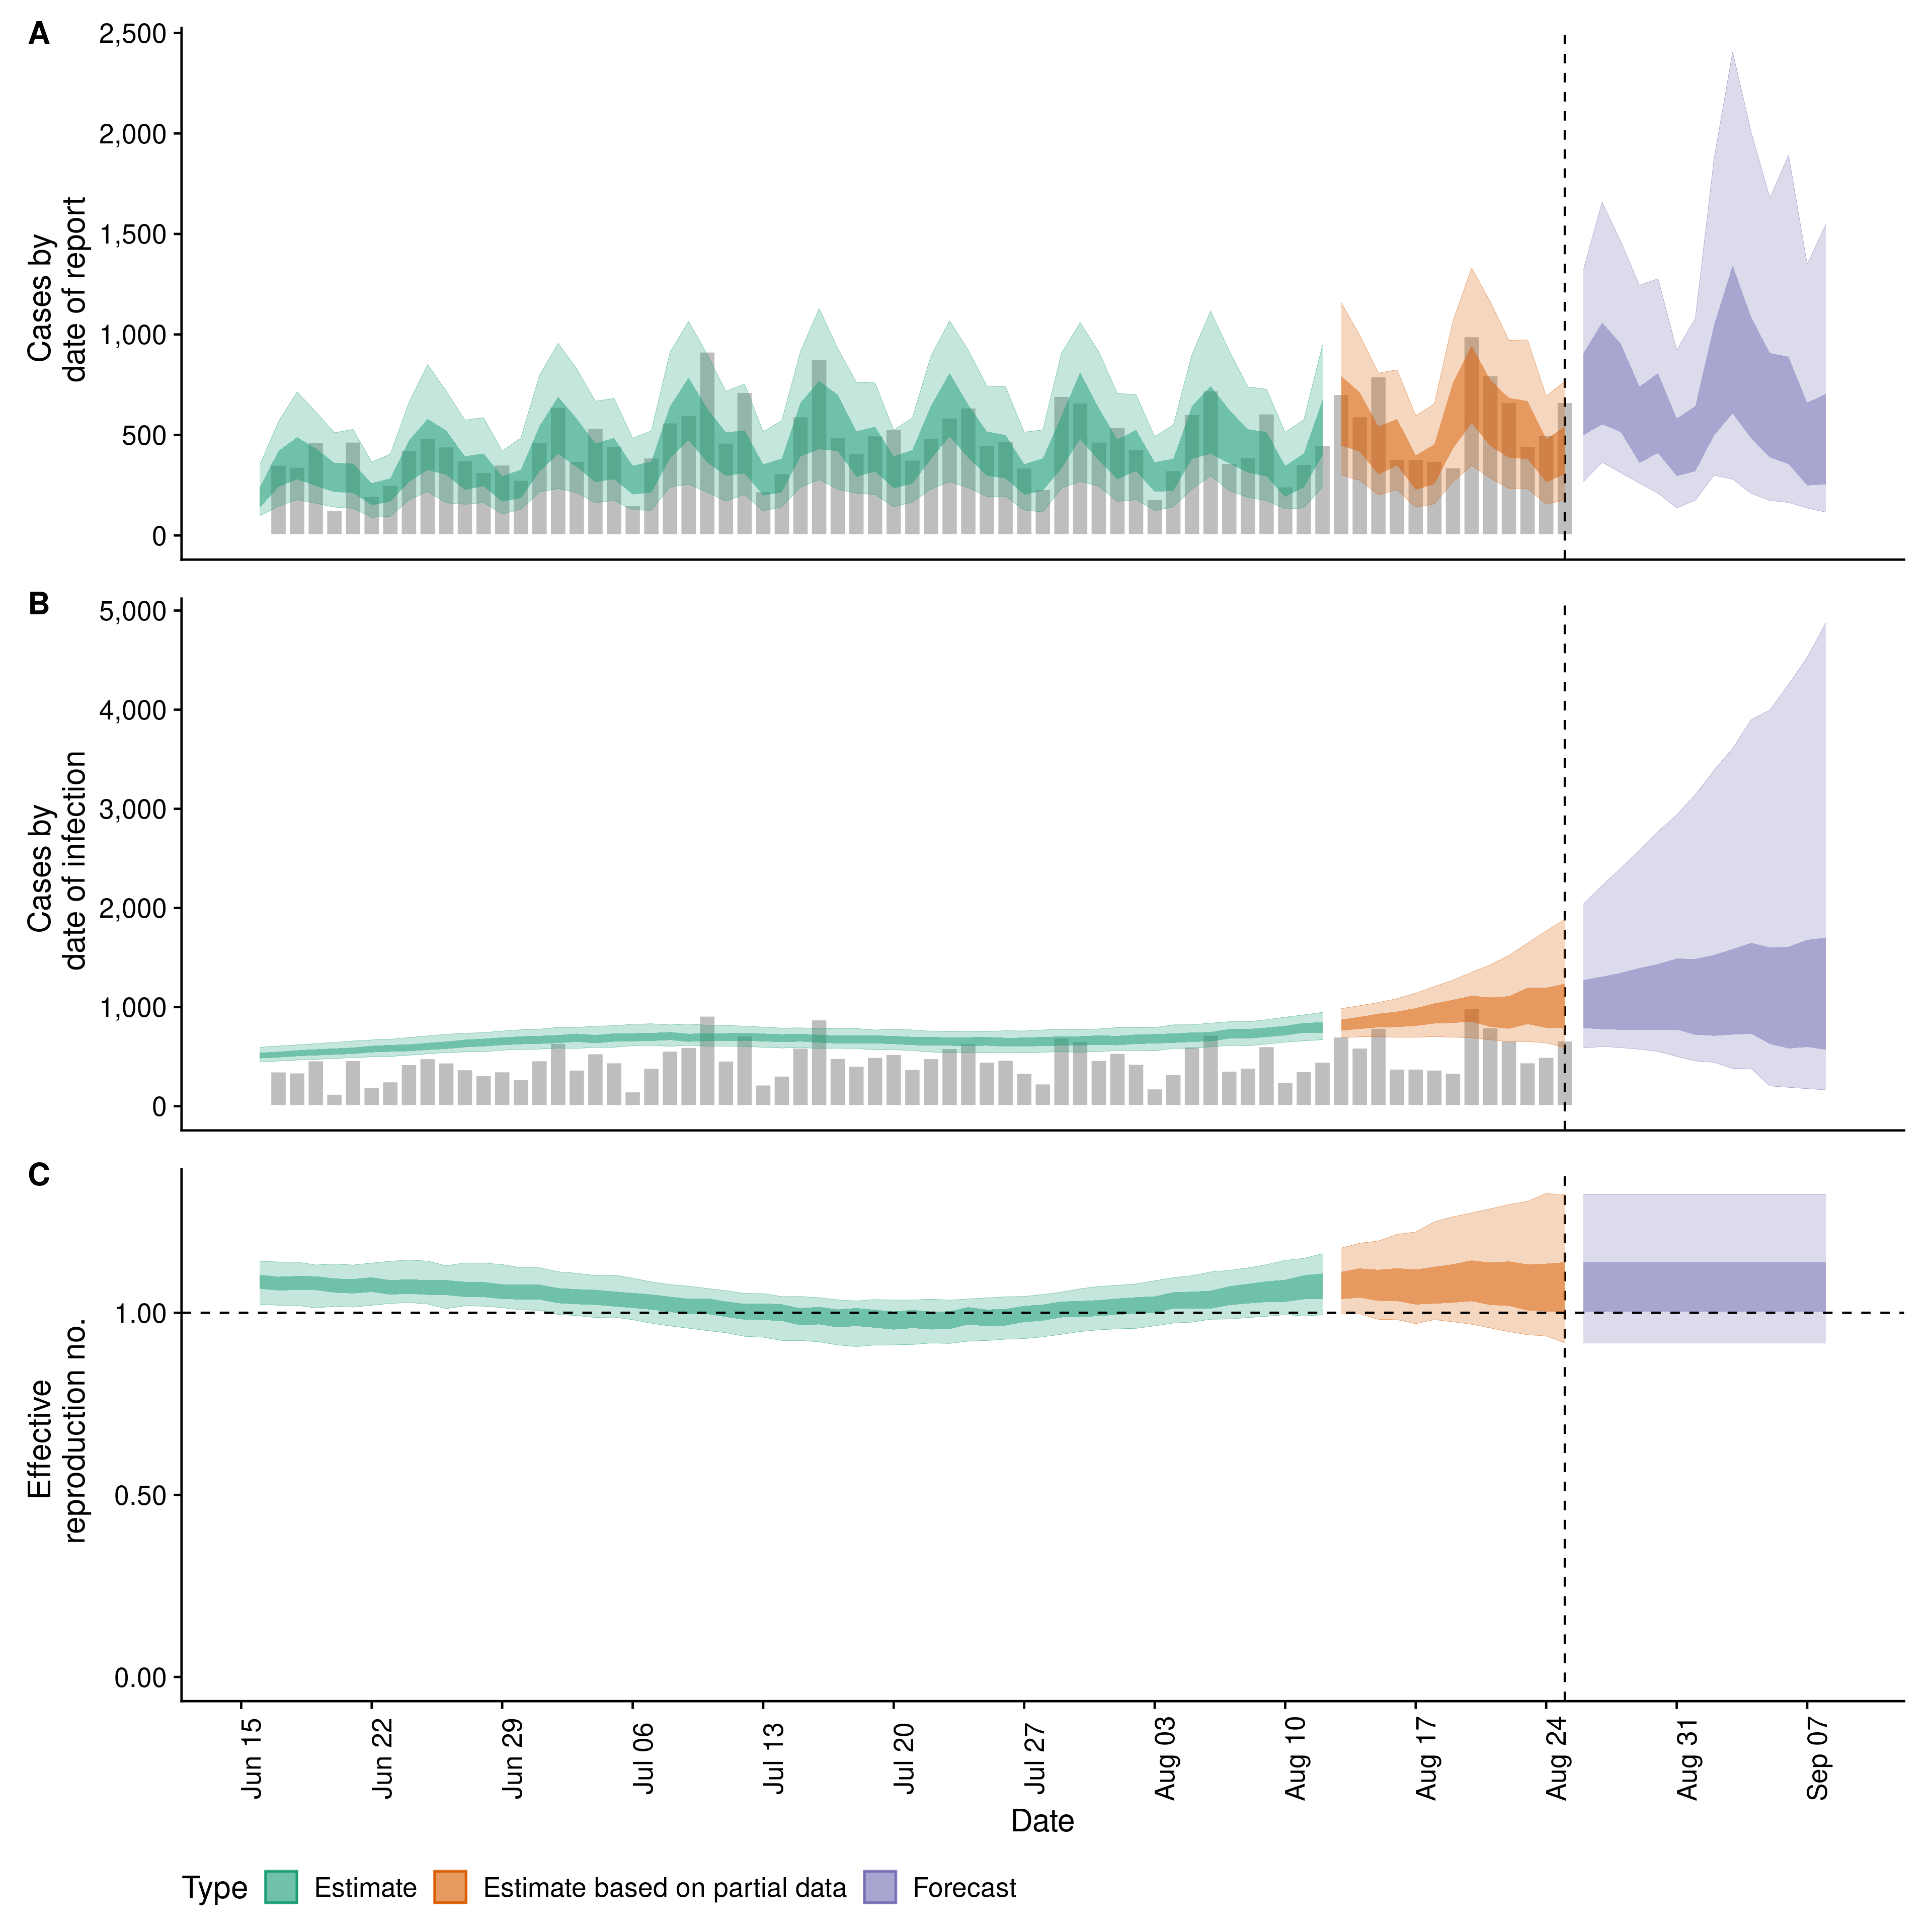 A
2,500
2,000
1,500
1,000
500
0
Cases by
date of report
B
5,000
4,000
3,000
2,000
1,000
0
Cases by
date of infection
C
1.00
0.50
0.00
Effective
reproduction no.
Jun 15
Jun 22
Jun 29
Jul 06
Jul 13
Jul 20
Jul 27
Aug 03
Aug 10
Aug 17
Aug 24
Aug 31
Sep 07
Date
Type Estimate Estimate based on partial data Forecast